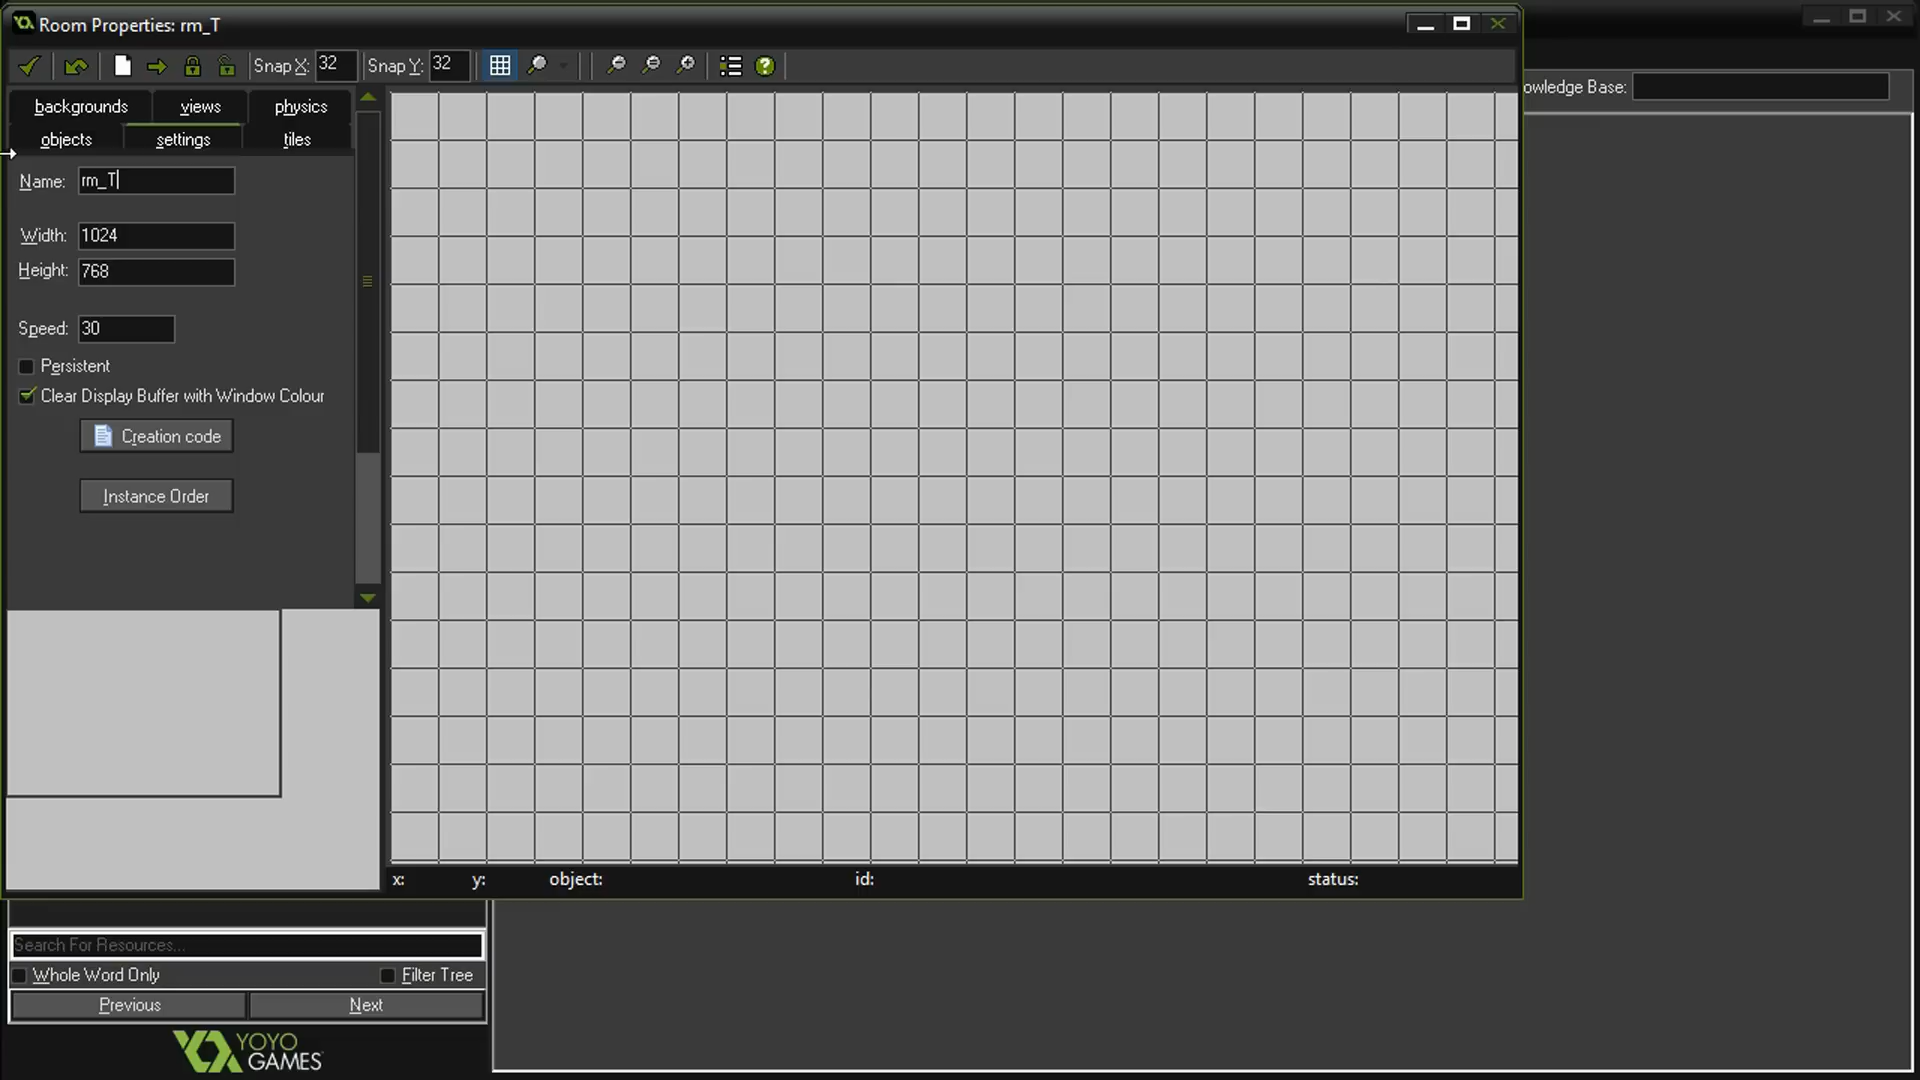 Room Properties: rm_T
Snap X: 32 Snap Y: 32
owledge Base:
backgrounds views physics
objects settings tiles
Name: rm_T
Width: 1024
Height: 768
Speed: 30
Persistent
Clear Display Buffer with Window Colour
Creation code
Instance Order
x: y: object: id: status:
Search For Resources...
Whole Word Only Filter Tree
Previous Next
YOYO
GAMES